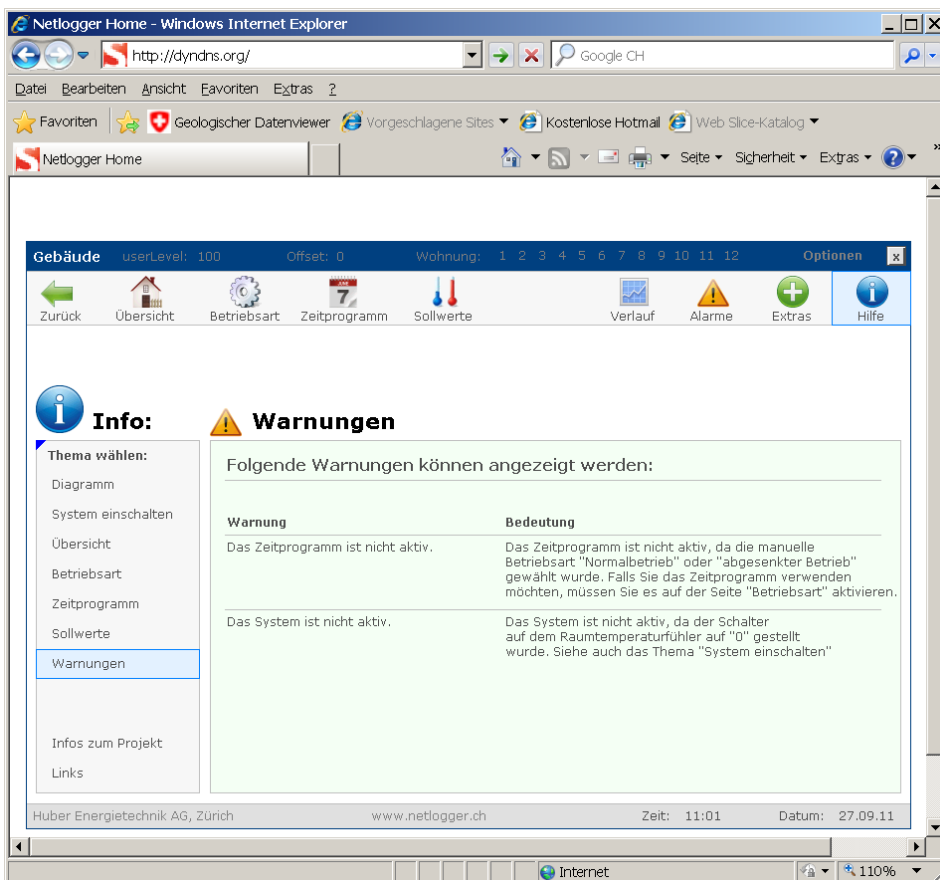 Netlogger Home - Windows Internet Explorer
http://dyndns.org/
Google CH
Datei Bearbeiten Ansicht Favoriten Extras ?
Favoriten Geologischer Datenviewer Vorgeschlagene Sites Kostenlose Hotmail Web Slice-Katalog
Netlogger Home Seite Sicherheit Extras
Gebäude userLevel: 100 Offset: 0 Wohnung: 1 2 3 4 5 6 7 8 9 10 11 12 Optionen x
JUNE
7
Zurück Übersicht Betriebsart Zeitprogramm Sollwerte Verlauf Alarme Extras Hilfe
Info:
Warnungen
Thema wählen:
Diagramm
System einschalten
Übersicht
Betriebsart
Zeitprogramm
Sollwerte
Warnungen
Infos zum Projekt
Links
Folgende Warnungen können angezeigt werden:
Warnung Bedeutung
Das Zeitprogramm ist nicht aktiv.
Das Zeitprogramm ist nicht aktiv, da die manuelle
Betriebsart "Normalbetrieb" oder "abgesenkter Betrieb"
gewählt wurde. Falls Sie das Zeitprogramm verwenden
möchten, müssen Sie es auf der Seite "Betriebsart" aktivieren.
Das System ist nicht aktiv.
Das System ist nicht aktiv, da der Schalter
auf dem Raumtemperaturfühler auf "0" gestellt
wurde. Siehe auch das Thema "System einschalten"
Huber Energietechnik AG, Zürich www.netlogger.ch Zeit: 11:01 Datum: 27.09.11
Internet 110%